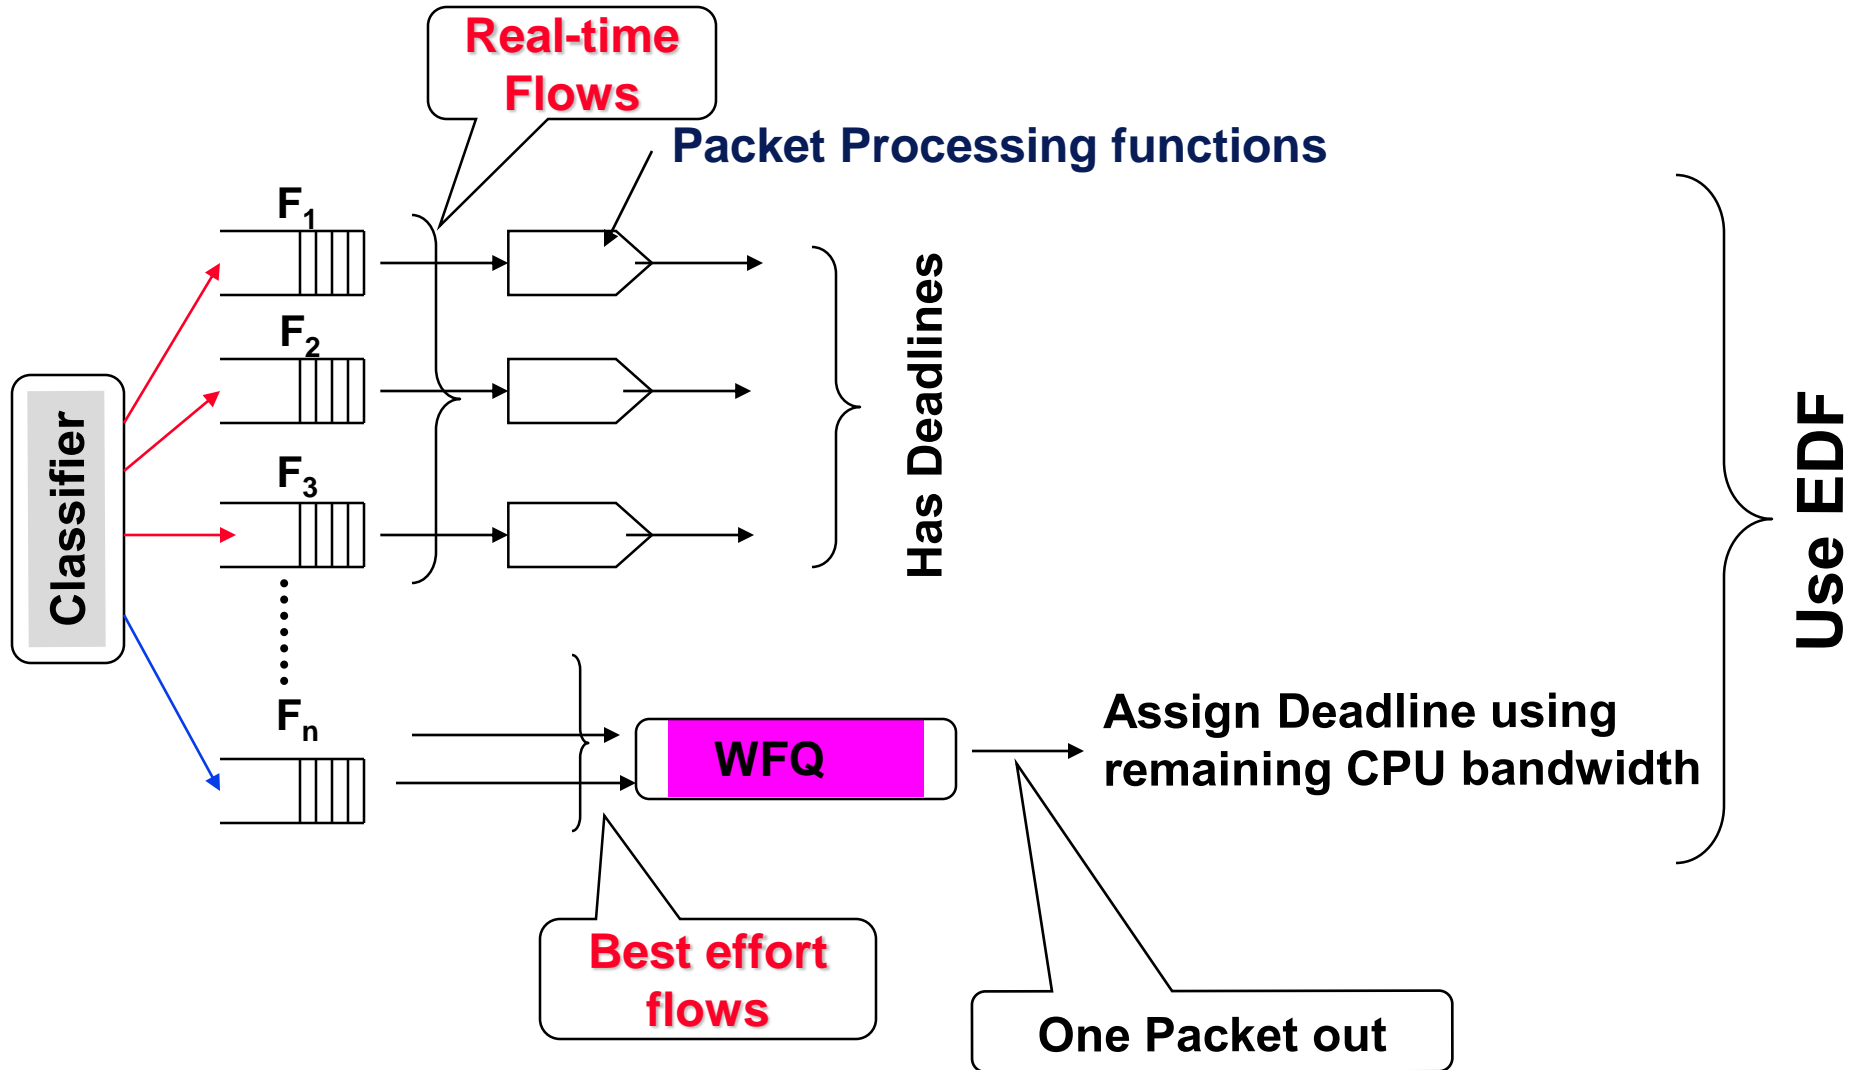 Real-time
Flows
Packet Processing functions
F1
F2
F3
Fn
Classifier
Has Deadlines
Use EDF
WFQ
Assign Deadline using
remaining CPU bandwidth
Best effort
flows
One Packet out